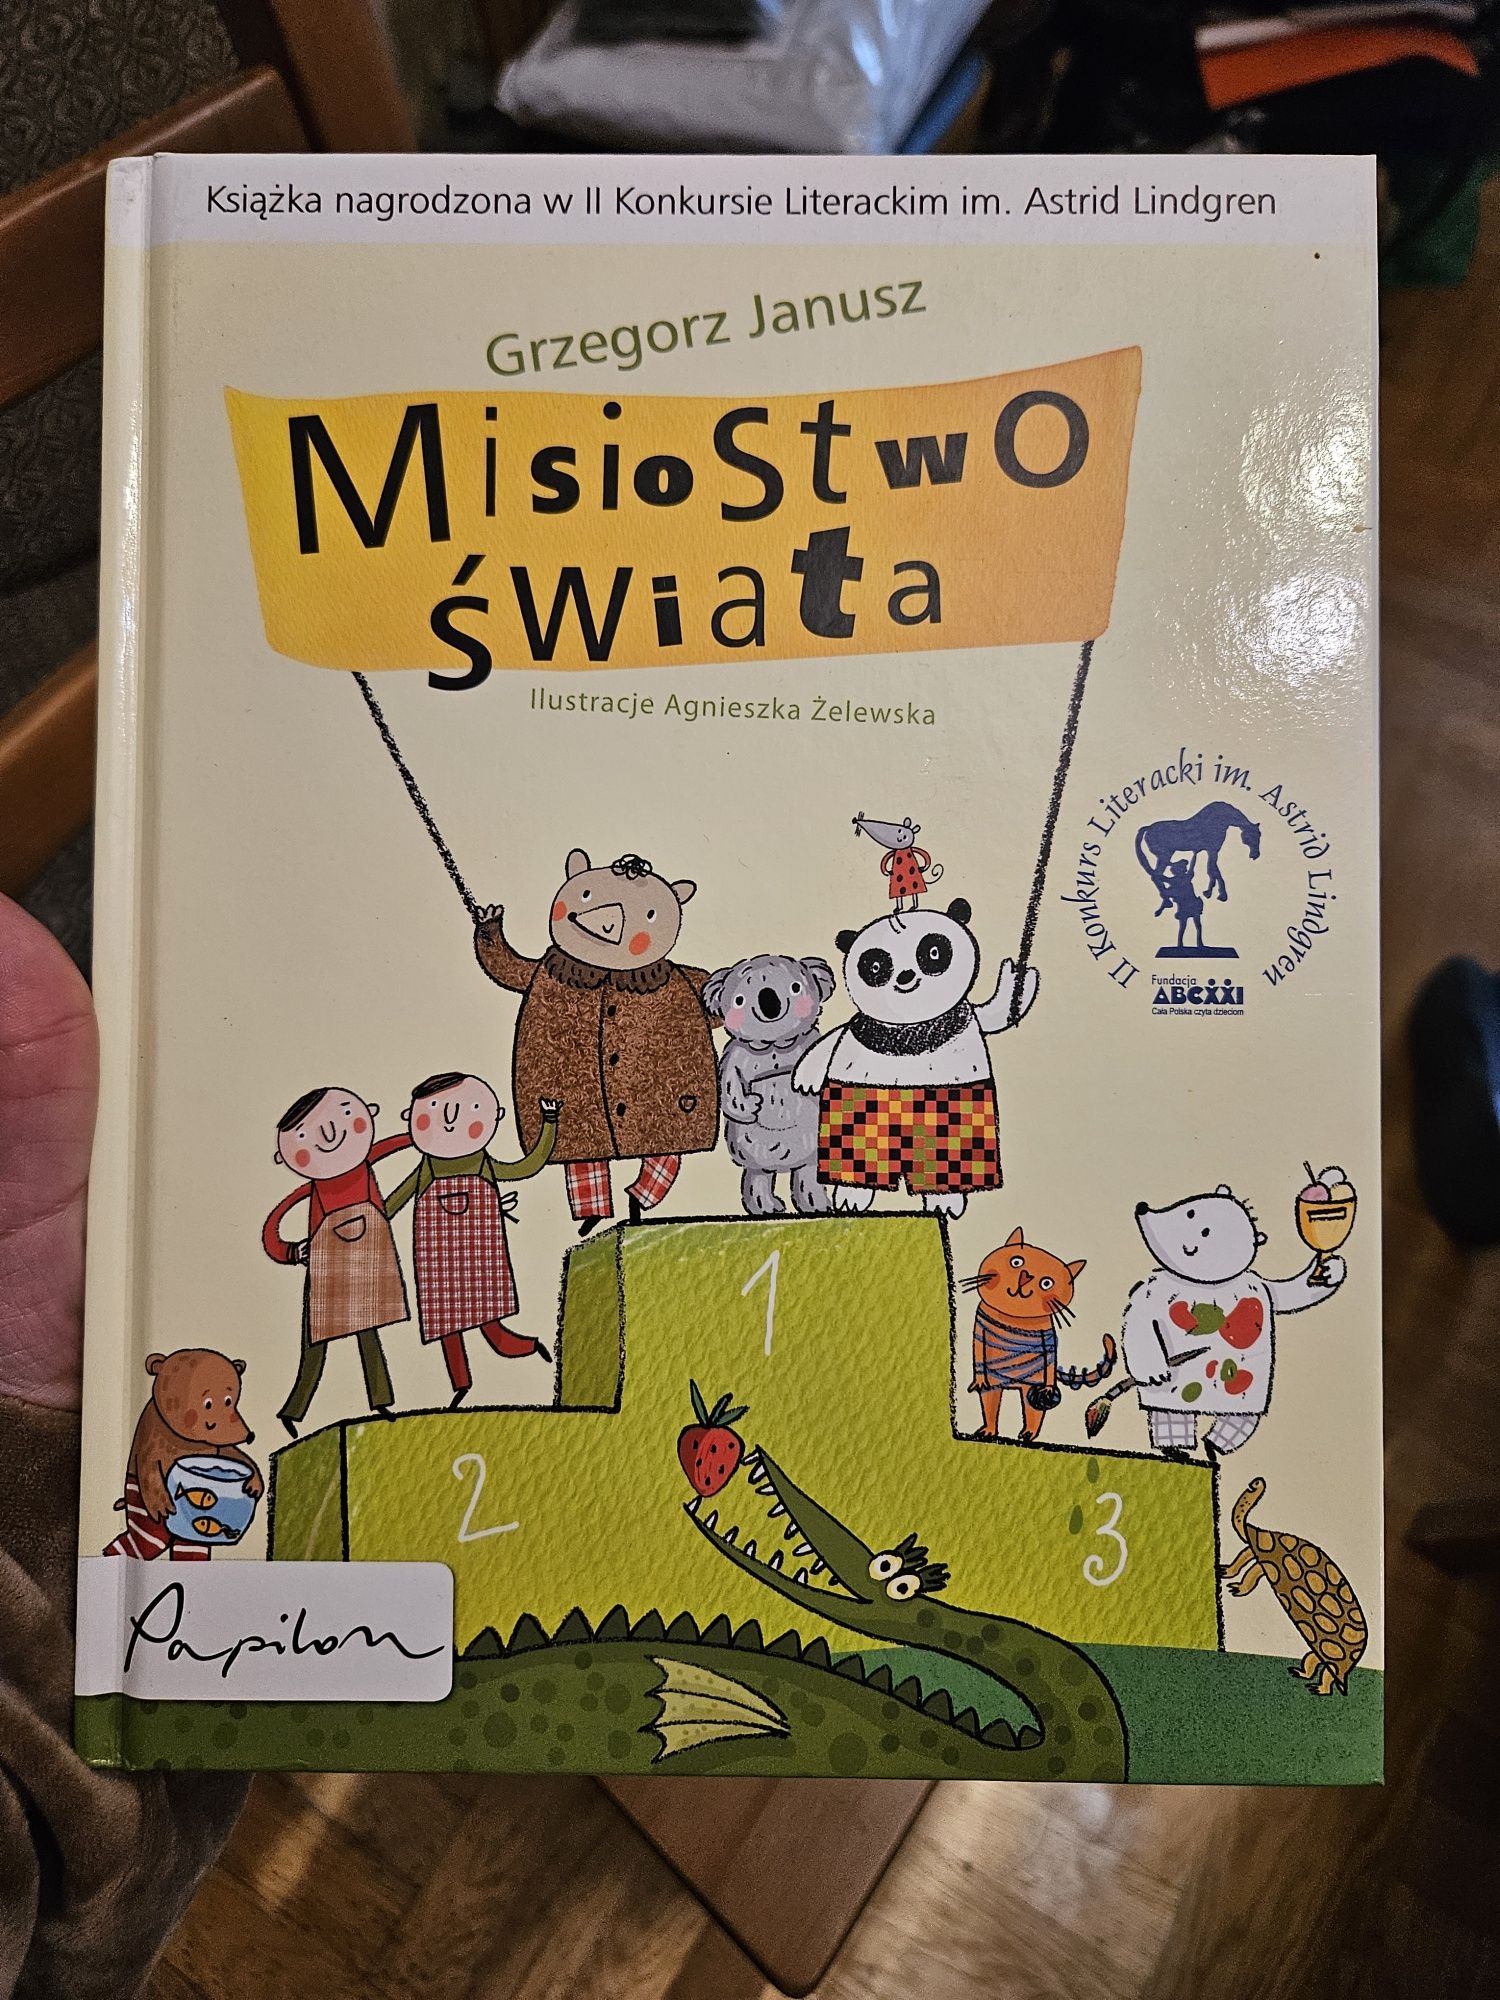 Książka nagrodzona w II Konkursie Literackim im. Astrid Lindgren
Grzegorz Janusz
Misiostwo
świata
Ilustracje Agnieszka Żelewska
II Konkurs Literacki im. Astrid Lindgren
Fundacja
ABCXXI
Cała Polska czyta dzieciom
1
2
3
Papilon